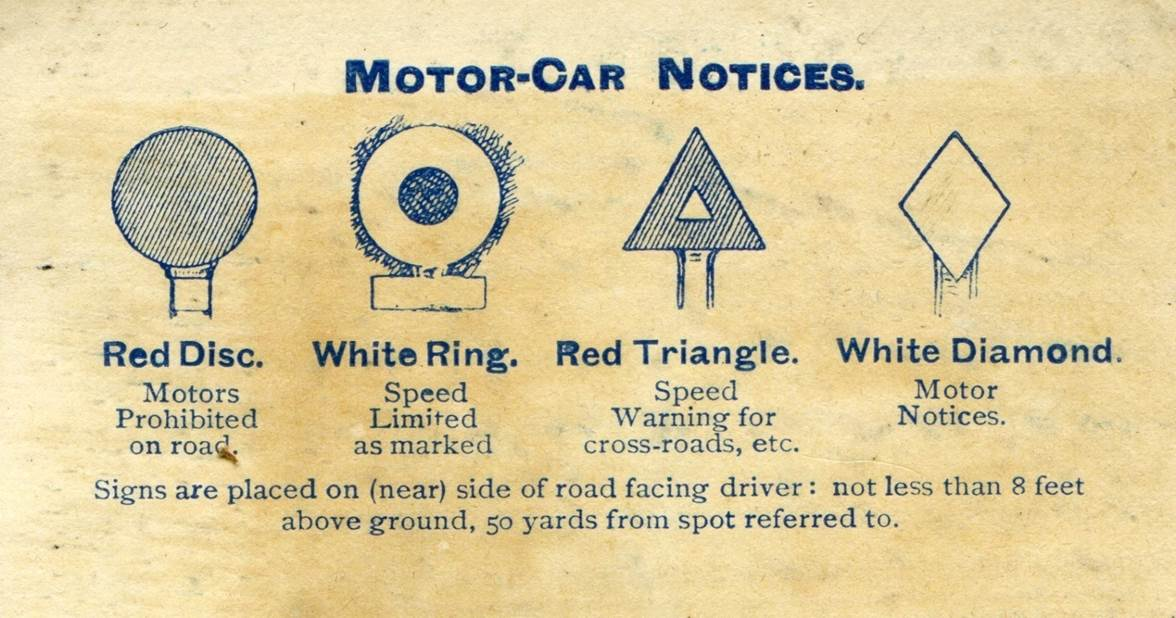 MOTOR-CAR NOTICES.
Red Disc. White Ring. Red Triangle. White Diamond.
Motors Speed Speed Motor
Prohibited Limited Warning for Notices.
on road. as marked cross-roads, etc.
Signs are placed on (near) side of road facing driver: not less than 8 feet
above ground, 50 yards from spot referred to.